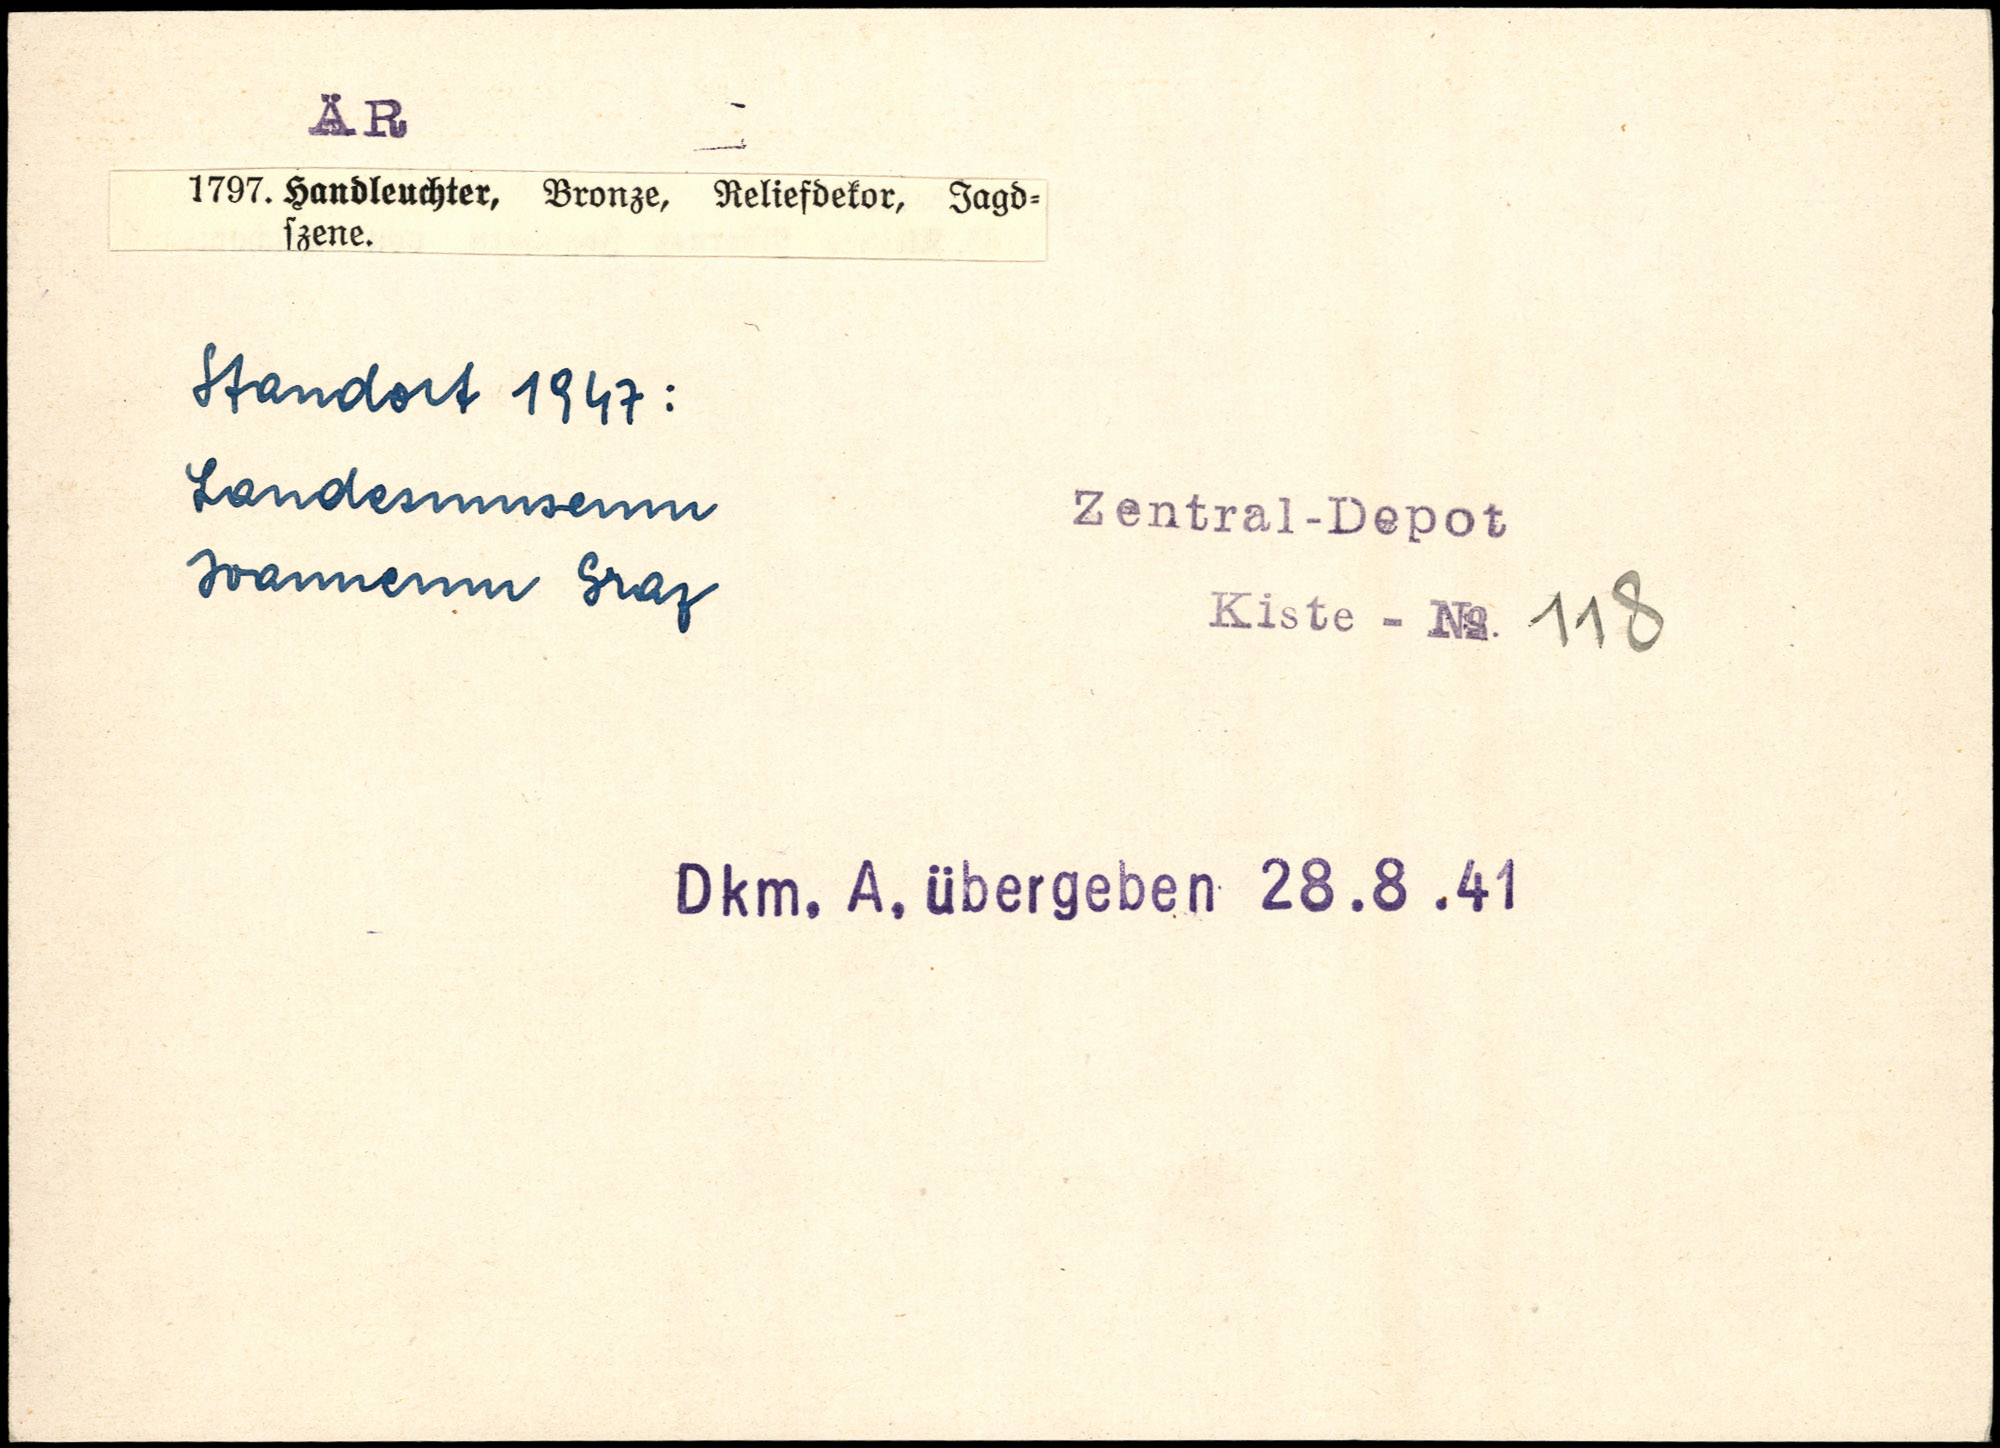 ÄR
1797. Handleuchter, Bronze, Reliefdekor, Jagd-
szene.
Standort 1947:
Landesmuseum
Joanneum Graz
Zentral-Depot
Kiste - № 118
Dkm. A. übergeben 28.8.41